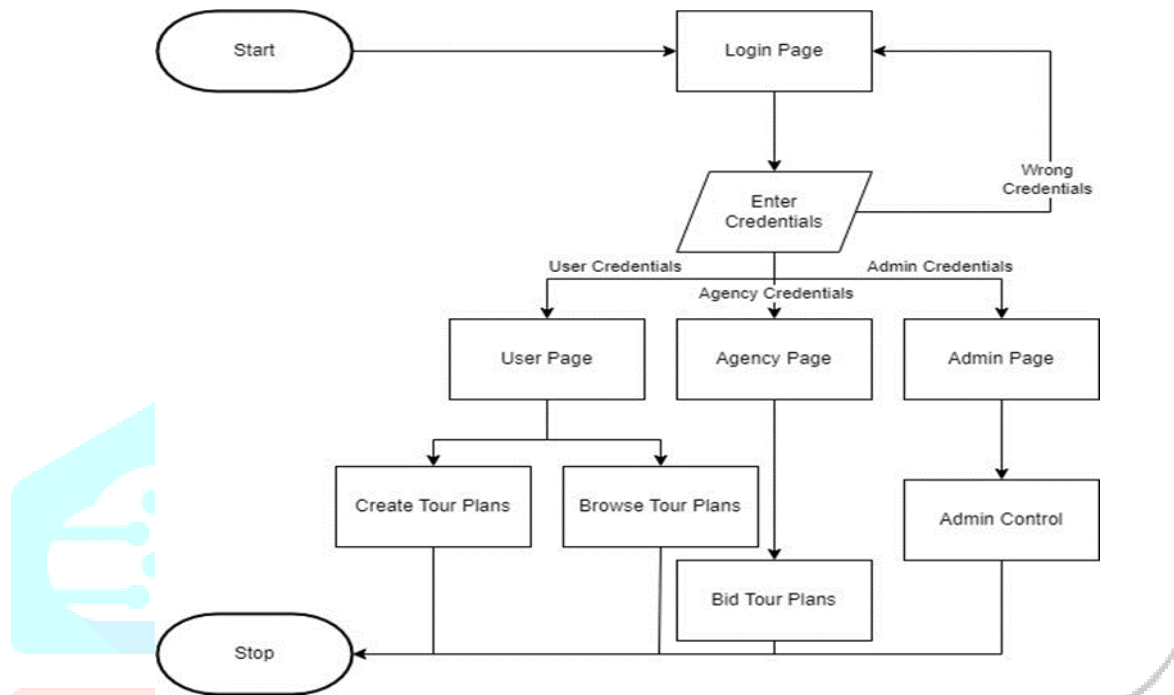 Start
Login Page
Wrong
Credentials
Enter
Credentials
User Credentials
Admin Credentials
Agency Credentials
User Page
Agency Page
Admin Page
Create Tour Plans
Browse Tour Plans
Admin Control
Bid Tour Plans
Stop